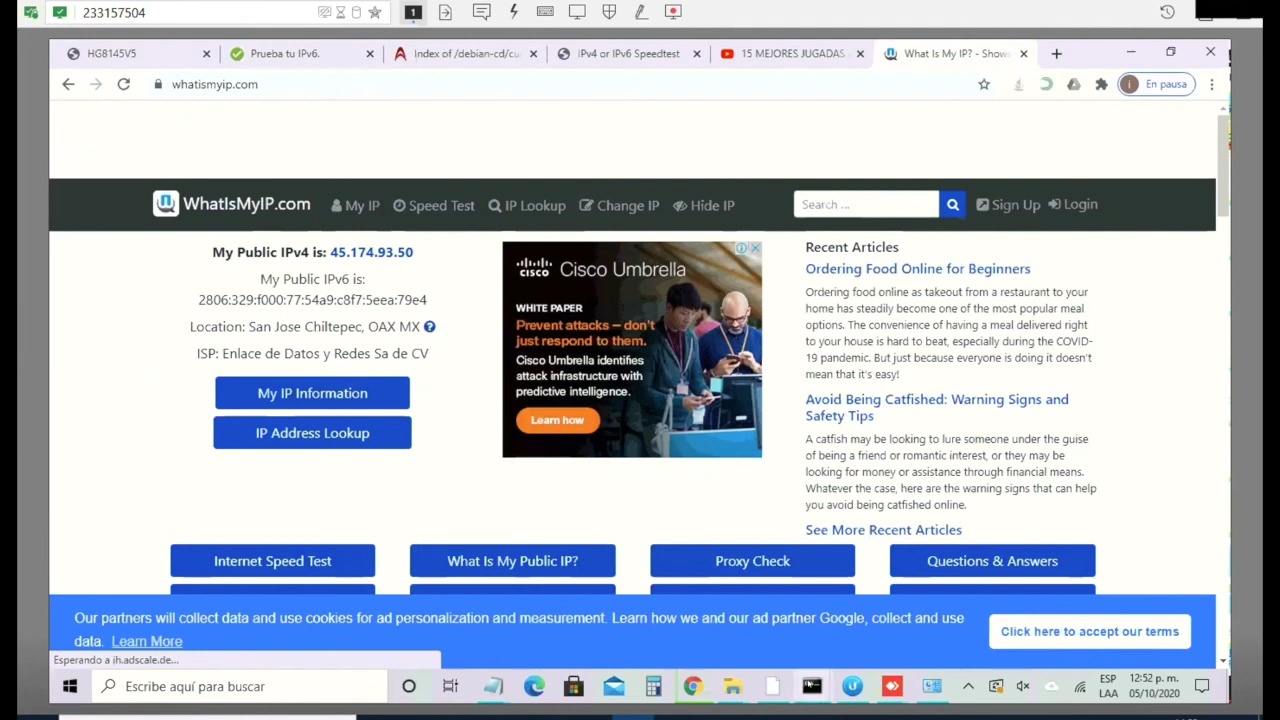 233157504
1
HG8145V5
Prueba tu IPv6.
Index of /debian-cd/cu
IPv4 or IPv6 Speedtest
15 MEJORES JUGADAS
What Is My IP? - Show
whatismyip.com
En pausa
WhatIsMyIP.com
My IP
Speed Test
IP Lookup
Change IP
Hide IP
Search ...
Sign Up
Login
My Public IPv4 is: 45.174.93.50
My Public IPv6 is:
2806:329:f000:77:54a9:c8f7:5eea:79e4
Location: San Jose Chiltepec, OAX MX
ISP: Enlace de Datos y Redes Sa de CV
My IP Information
IP Address Lookup
cisco Cisco Umbrella
WHITE PAPER
Prevent attacks — don't
just respond to them.
Cisco Umbrella identifies
attack infrastructure with
predictive intelligence.
Learn how
Recent Articles
Ordering Food Online for Beginners
Ordering food online as takeout from a restaurant to your
home has steadily become one of the most popular meal
options. The convenience of having a meal delivered right
to your house is hard to beat, especially during the COVID-
19 pandemic. But just because everyone is doing it doesn't
mean that it's easy!
Avoid Being Catfished: Warning Signs and
Safety Tips
A catfish may be looking to lure someone under the guise
of being a friend or romantic interest, or they may be
looking for money or assistance through financial means.
Whatever the case, here are the warning signs that can help
you avoid being catfished online.
See More Recent Articles
Internet Speed Test
What Is My Public IP?
Proxy Check
Questions & Answers
Our partners will collect data and use cookies for ad personalization and measurement. Learn how we and our ad partner Google, collect and use
data. Learn More
Click here to accept our terms
Esperando a ih.adscale.de...
Escribe aquí para buscar
ESP
LAA
12:52 p. m.
05/10/2020